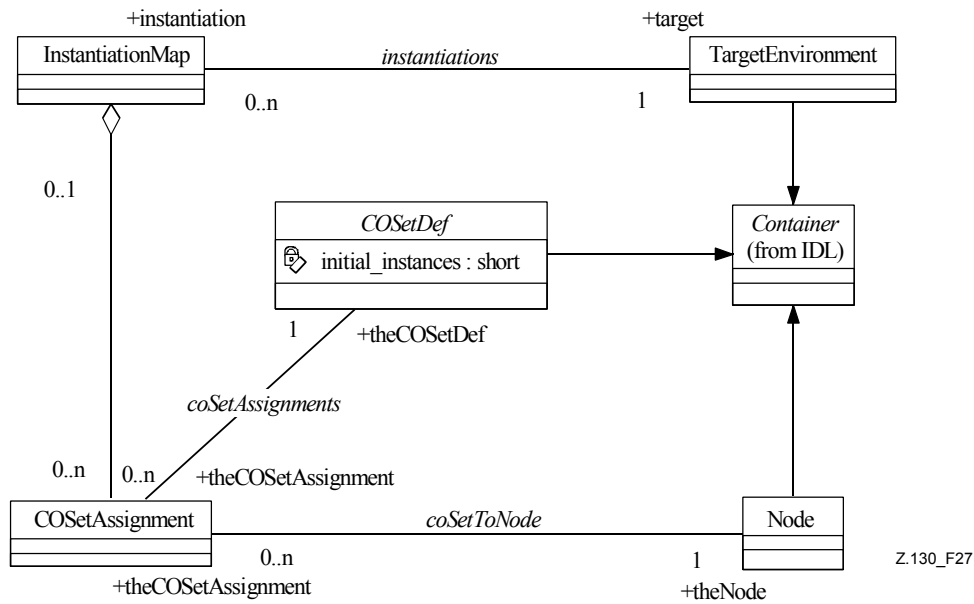 +instantiation
+target
InstantiationMap
instantiations
TargetEnvironment
0..n
1
0..1
COSetDef
initial_instances : short
Container
(from IDL)
1
+theCOSetDef
coSetAssignments
0..n
0..n
+theCOSetAssignment
COSetAssignment
coSetToNode
Node
0..n
1
Z.130_F27
+theCOSetAssignment
+theNode